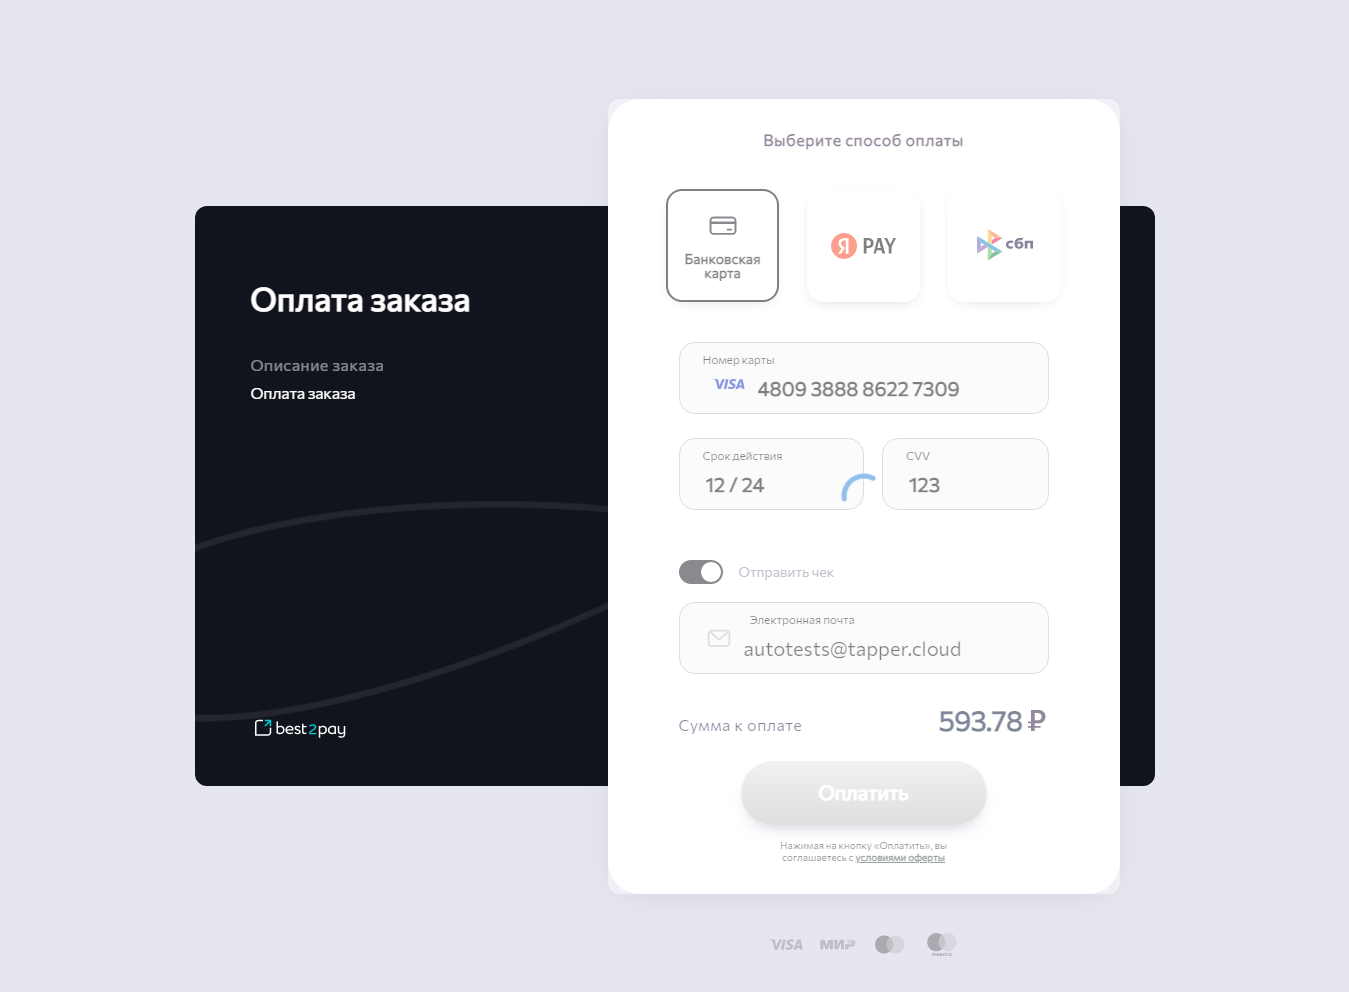 Выберите способ оплаты
Банковская
карта
Я PAY
сбп
Оплата заказа
Описание заказа
Оплата заказа
Номер карты
VISA 4809 3888 8622 7309
Срок действия
12 / 24
CVV
123
Отправить чек
Электронная почта
autotests@tapper.cloud
Сумма к оплате
593.78 ₽
best2pay
Оплатить
Нажимая на кнопку «Оплатить», вы
соглашаетесь с условиями оферты
VISA МИР maestro